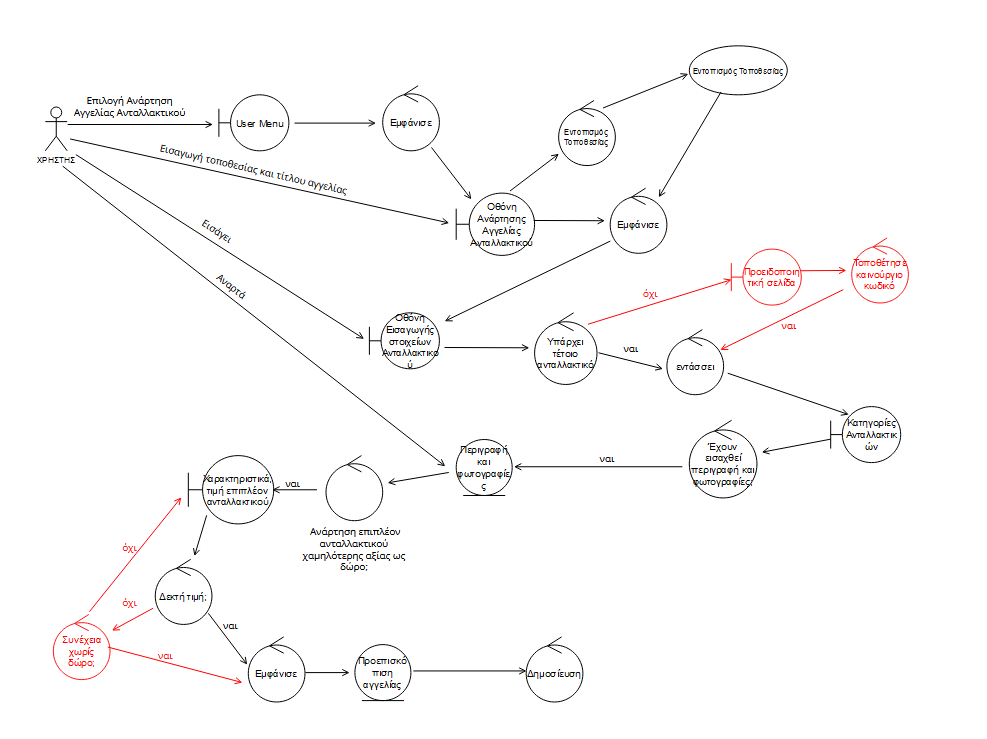 Εντοπισμός Τοποθεσίας
Επιλογή Ανάρτηση
Αγγελίας Ανταλλακτικού
User Menu
Εμφάνισε
Εντοπισμός
Τοποθεσίας
ΧΡΗΣΤΗΣ
Εισαγωγή τοποθεσίας και τίτλου αγγελίας
Οθόνη
Ανάρτησης
Αγγελίας
Ανταλλακτικού
Εμφάνισε
Εισάγει
Αναρτά
Προειδοποιη
τική σελίδα
Τοποθέτησε
καινούργιο
κωδικό
όχι
ναι
Οθόνη
Εισαγωγής
στοιχείων
Ανταλλακτικο
ύ
Υπάρχει
τέτοιο
ανταλλακτικό
ναι
εντάσσει
Κατηγορίες
Ανταλλακτικ
ών
Έχουν
εισαχθεί
περιγραφή και
φωτογραφίες;
ναι
Περιγραφή
και
φωτογραφίε
ς
ναι
Χαρακτηριστικά,
τιμή επιπλέον
ανταλλακτικού
Ανάρτηση επιπλέον
ανταλλακτικού
χαμηλότερης αξίας ως
δώρο;
όχι
Δεκτή τιμή;
όχι
ναι
Συνέχεια
χωρίς
δώρο;
ναι
Εμφάνισε
Προεπισκό
πιση
αγγελίας
Δημοσίευση